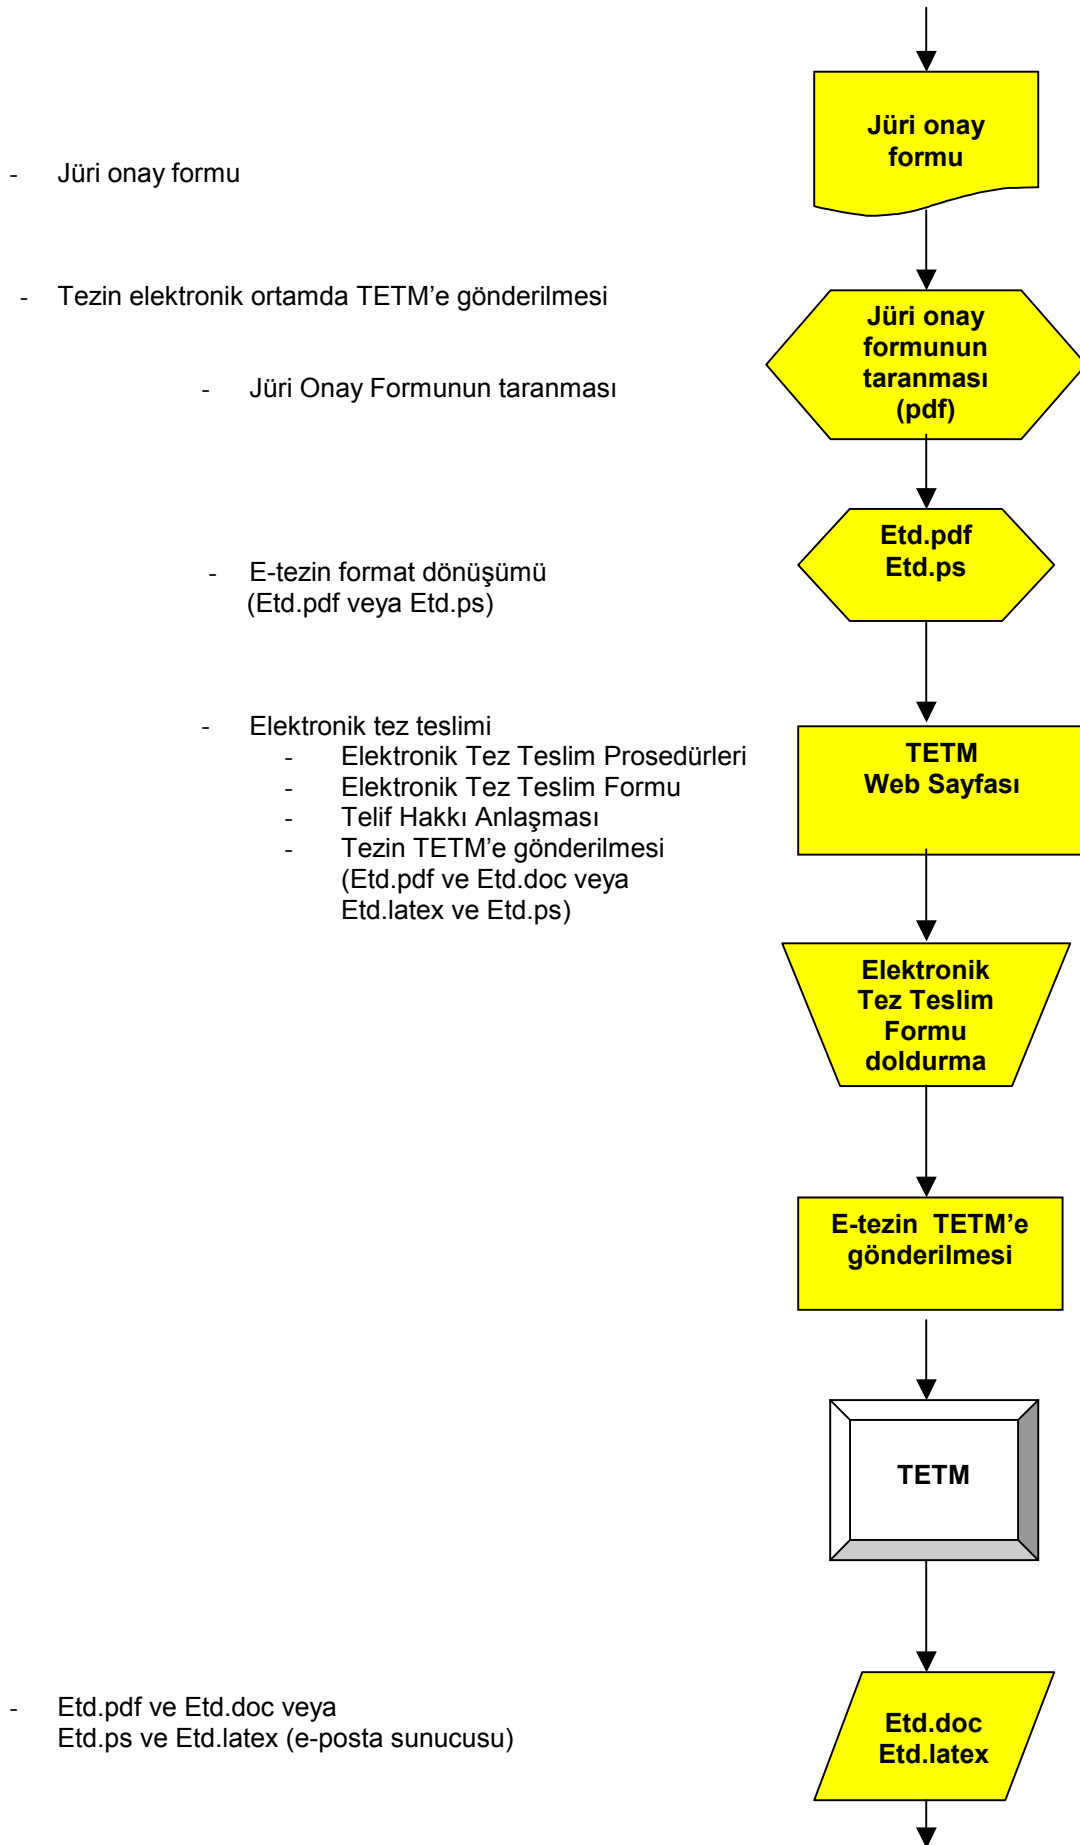 Jüri onay
formu
- Jüri onay formu
- Tezin elektronik ortamda TETM’e gönderilmesi
Jüri onay
formunun
taranması
(pdf)
- Jüri Onay Formunun taranması
Etd.pdf
Etd.ps
- E-tezin format dönüşümü
(Etd.pdf veya Etd.ps)
- Elektronik tez teslimi
- Elektronik Tez Teslim Prosedürleri
- Elektronik Tez Teslim Formu
- Telif Hakkı Anlaşması
- Tezin TETM’e gönderilmesi
(Etd.pdf ve Etd.doc veya
Etd.latex ve Etd.ps)
TETM
Web Sayfası
Elektronik
Tez Teslim
Formu
doldurma
E-tezin TETM’e
gönderilmesi
TETM
- Etd.pdf ve Etd.doc veya
Etd.ps ve Etd.latex (e-posta sunucusu)
Etd.doc
Etd.latex